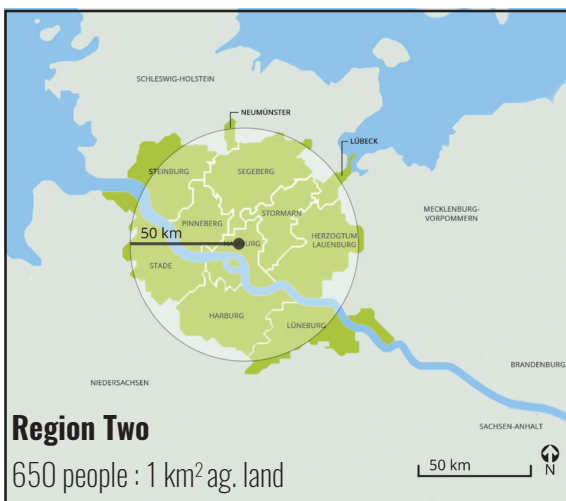 SCHLESWIG-HOLSTEIN
NEUMÜNSTER
LÜBECK
STEINBURG
SEGEBERG
MECKLENBURG-
VORPOMMERN
STORMARN
PINNEBERG
50 km
HAMBURG
HERZOGTUM
LAUENBURG
STADE
HARBURG
LÜNEBURG
BRANDENBURG
NIEDERSACHSEN
SACHSEN-ANHALT
Region Two
650 people : 1 km² ag. land
50 km
N